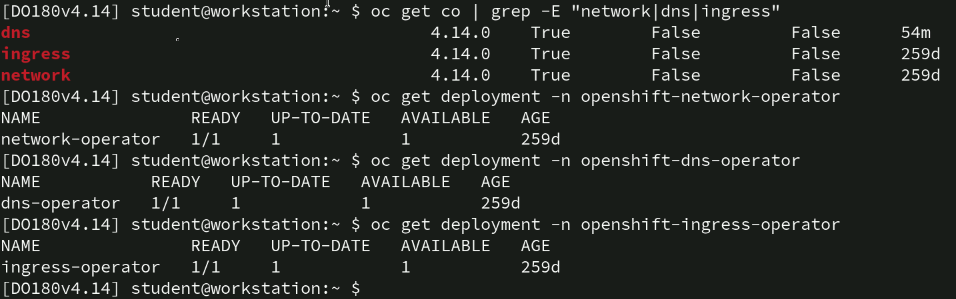 [DO180v4.14] student@workstation:~ $ oc get co | grep -E "network|dns|ingress"
dns                                        4.14.0    True        False         False      54m
ingress                                    4.14.0    True        False         False      259d
network                                    4.14.0    True        False         False      259d
[DO180v4.14] student@workstation:~ $ oc get deployment -n openshift-network-operator
NAME               READY   UP-TO-DATE   AVAILABLE   AGE
network-operator   1/1     1            1           259d
[DO180v4.14] student@workstation:~ $ oc get deployment -n openshift-dns-operator
NAME           READY   UP-TO-DATE   AVAILABLE   AGE
dns-operator   1/1     1            1           259d
[DO180v4.14] student@workstation:~ $ oc get deployment -n openshift-ingress-operator
NAME               READY   UP-TO-DATE   AVAILABLE   AGE
ingress-operator   1/1     1            1           259d
[DO180v4.14] student@workstation:~ $